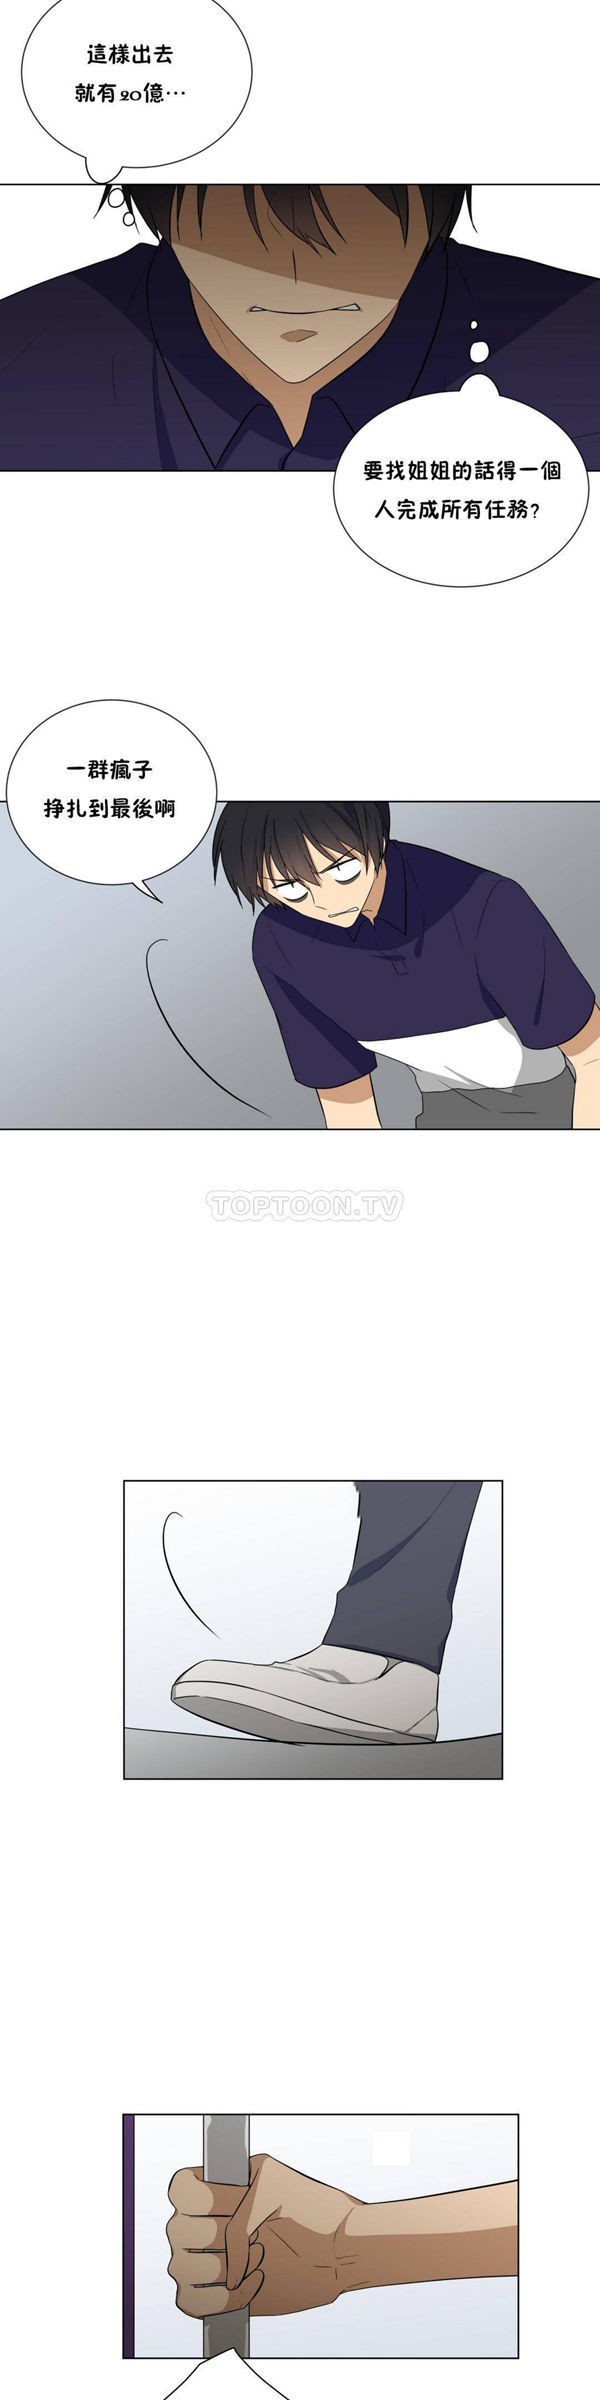 這樣出去
就有20億…
要找姐姐的話得一個
人完成所有任務?
一群瘋子
掙扎到最後啊
TOPTOON.TV